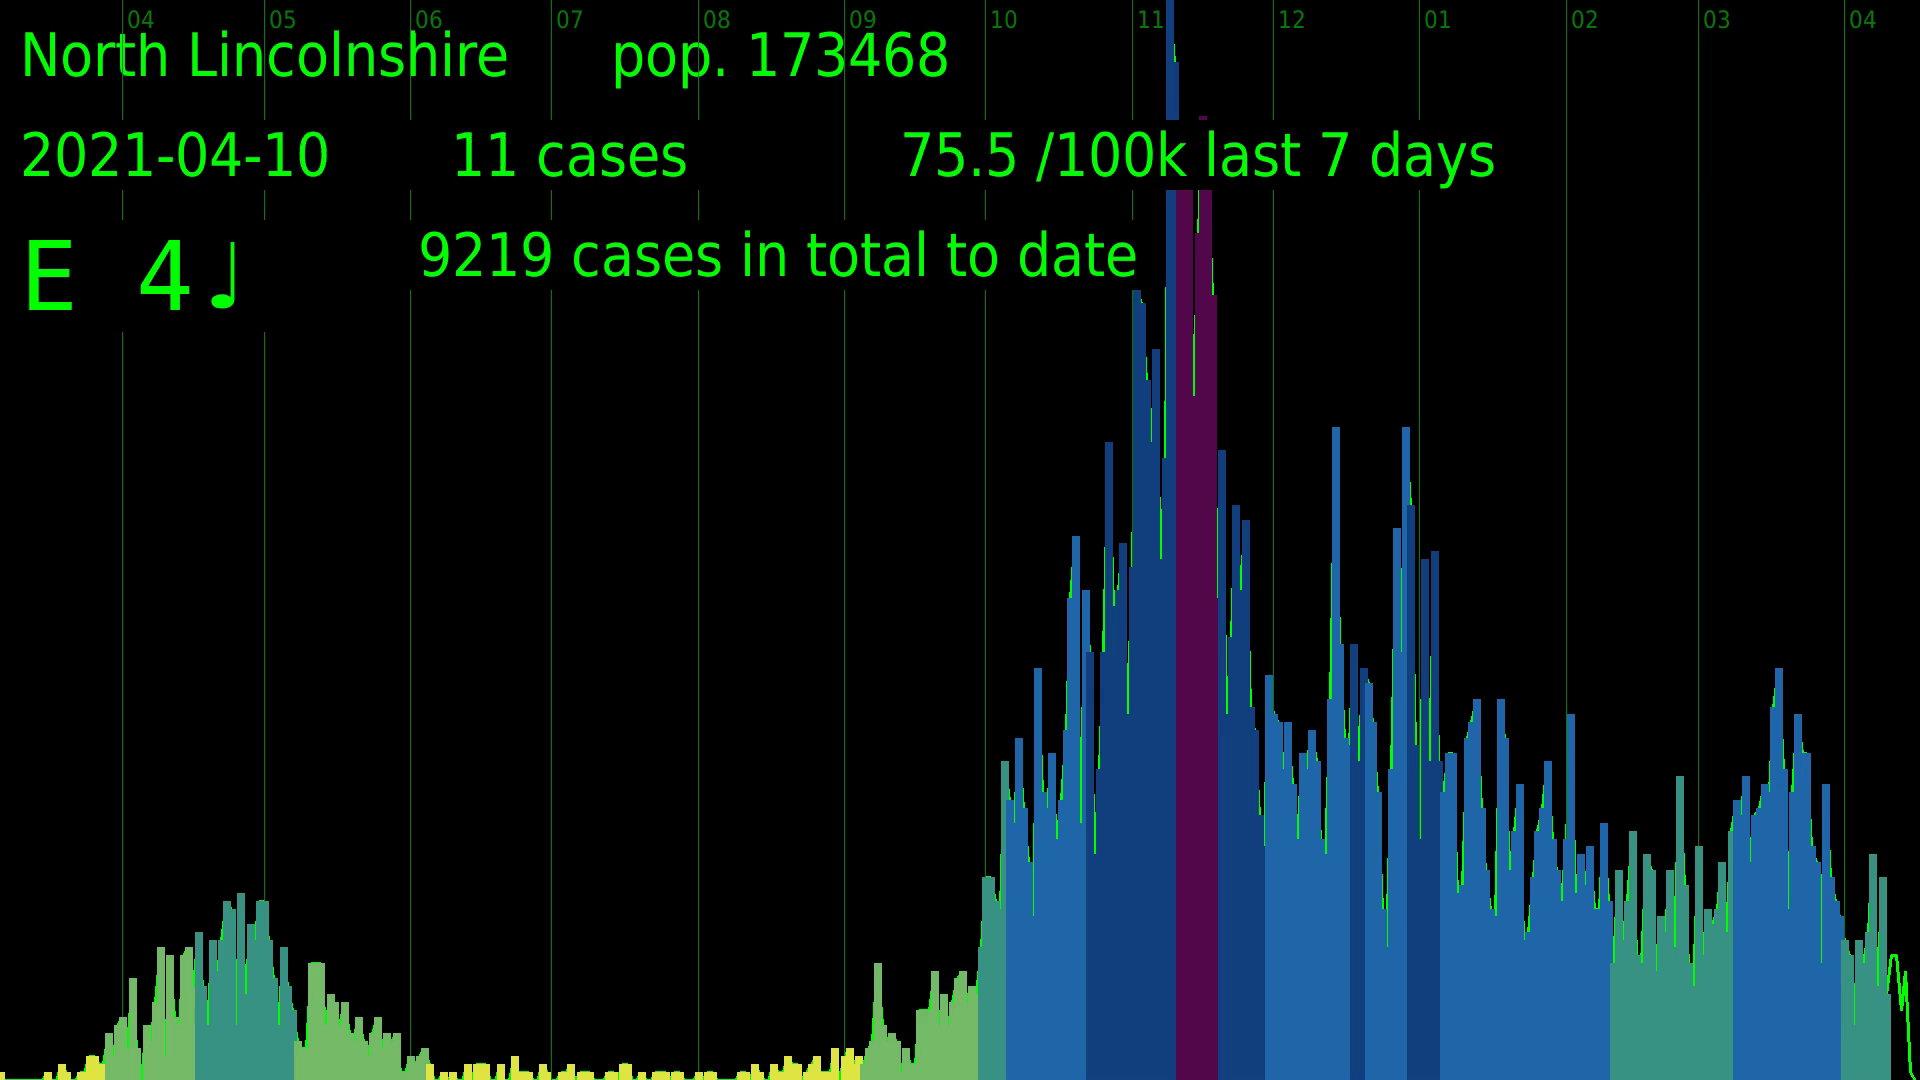 04 05 06 07 08 09 10 11 12 01 02 03 04
North Lincolnshire pop. 173468
2021-04-10 11 cases 75.5 /100k last 7 days
E 4♩ 9219 cases in total to date